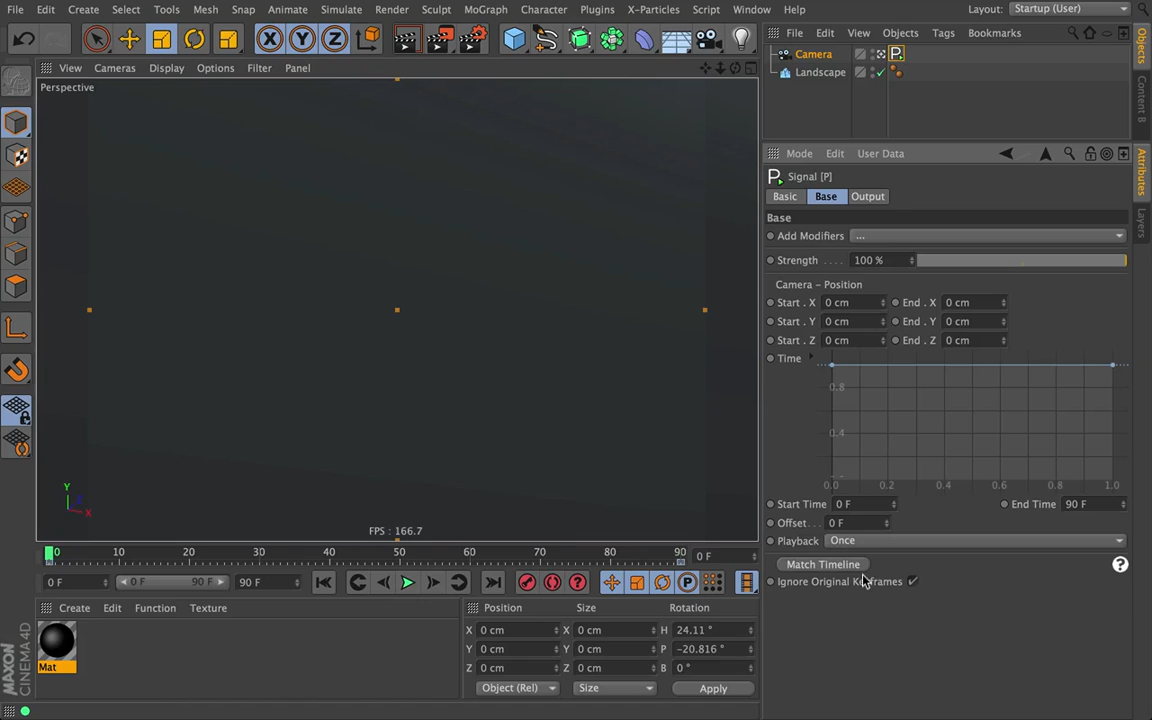 File Edit Create Select Tools Mesh Snap Animate Simulate Render Sculpt MoGraph Character Plugins X-Particles Script Window Help Layout: Startup (User)
X Y Z
File Edit View Objects Tags Bookmarks
Objects
Content B
Camera
Landscape
View Cameras Display Options Filter Panel
Perspective
Mode Edit User Data
Attributes
Layers
Signal [P]
Basic Base Output
Base
Add Modifiers ...
Strength .... 100 %
Camera - Position
Start . X 0 cm End . X 0 cm
Start . Y 0 cm End . Y 0 cm
Start . Z 0 cm End . Z 0 cm
Time
0.8
0.4
0.0 0.2 0.4 0.6 0.8 1.0
Start Time 0 F End Time 90 F
Offset... 0 F
Playback Once
Match Timeline
Ignore Original Keyframes
Y
Z
X
FPS : 166.7
0 10 20 30 40 50 60 70 80 90 0 F
0 F 0 F 90 F 90 F
Create Edit Function Texture
Mat
Position Size Rotation
X 0 cm X 0 cm H 24.11 °
Y 0 cm Y 0 cm P -20.816 °
Z 0 cm Z 0 cm B 0 °
Object (Rel) Size Apply
MAXON
CINEMA4D